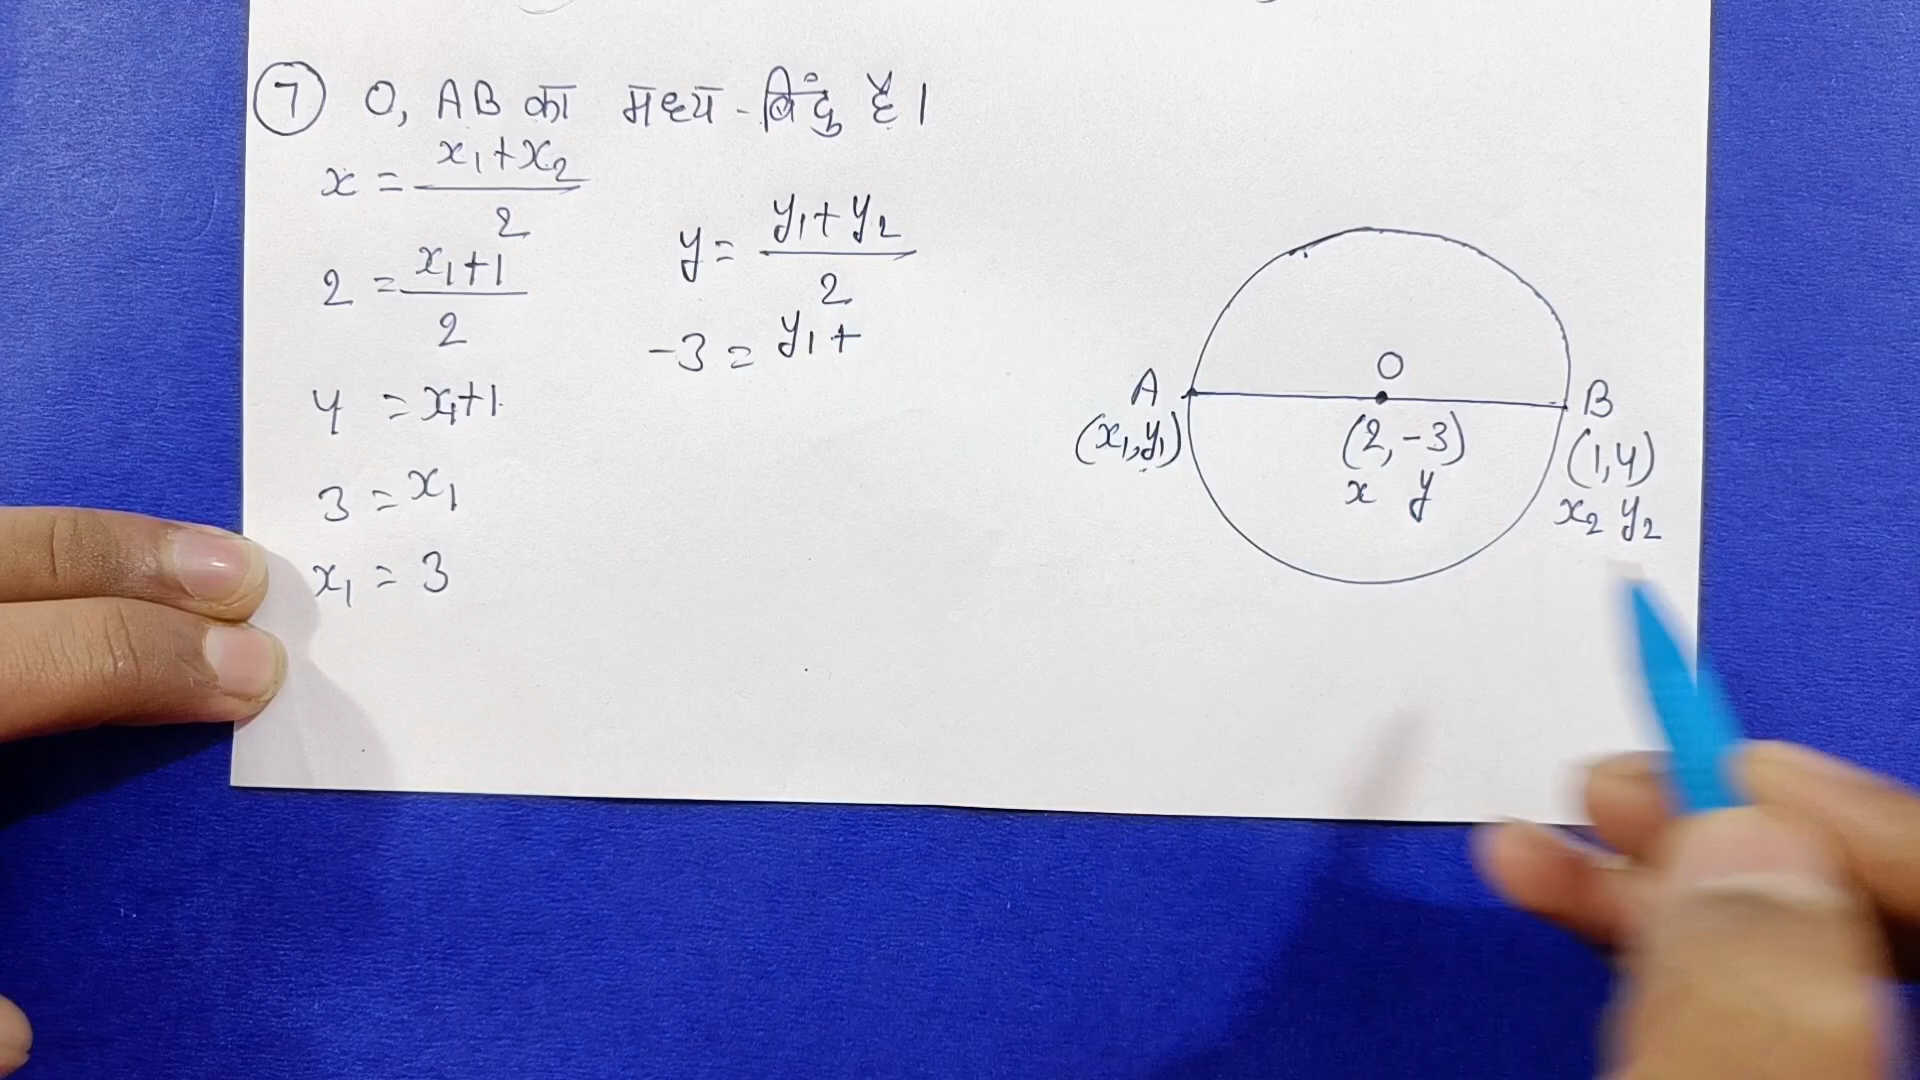 7 O, AB का मध्य-बिंदु है।
x = x₁+x₂
2
2 = x₁+1
2
4 = x₁+1
3 = x₁
x₁ = 3
y = y₁+y₂
2
-3 = y₁+
O
A
B
(x₁,y₁)
(2,-3)
x y
(1,4)
x₂ y₂